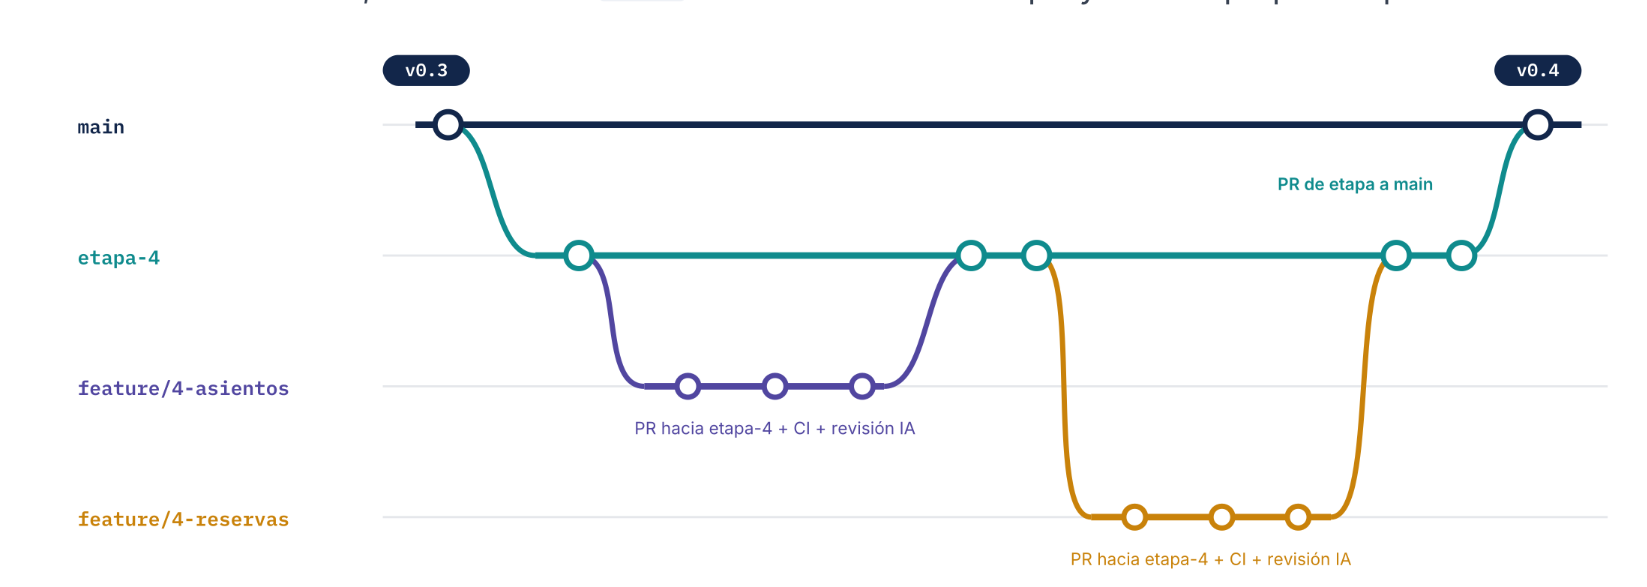 v0.3
v0.4
main
PR de etapa a main
etapa-4
feature/4-asientos
PR hacia etapa-4 + CI + revisión IA
feature/4-reservas
PR hacia etapa-4 + CI + revisión IA